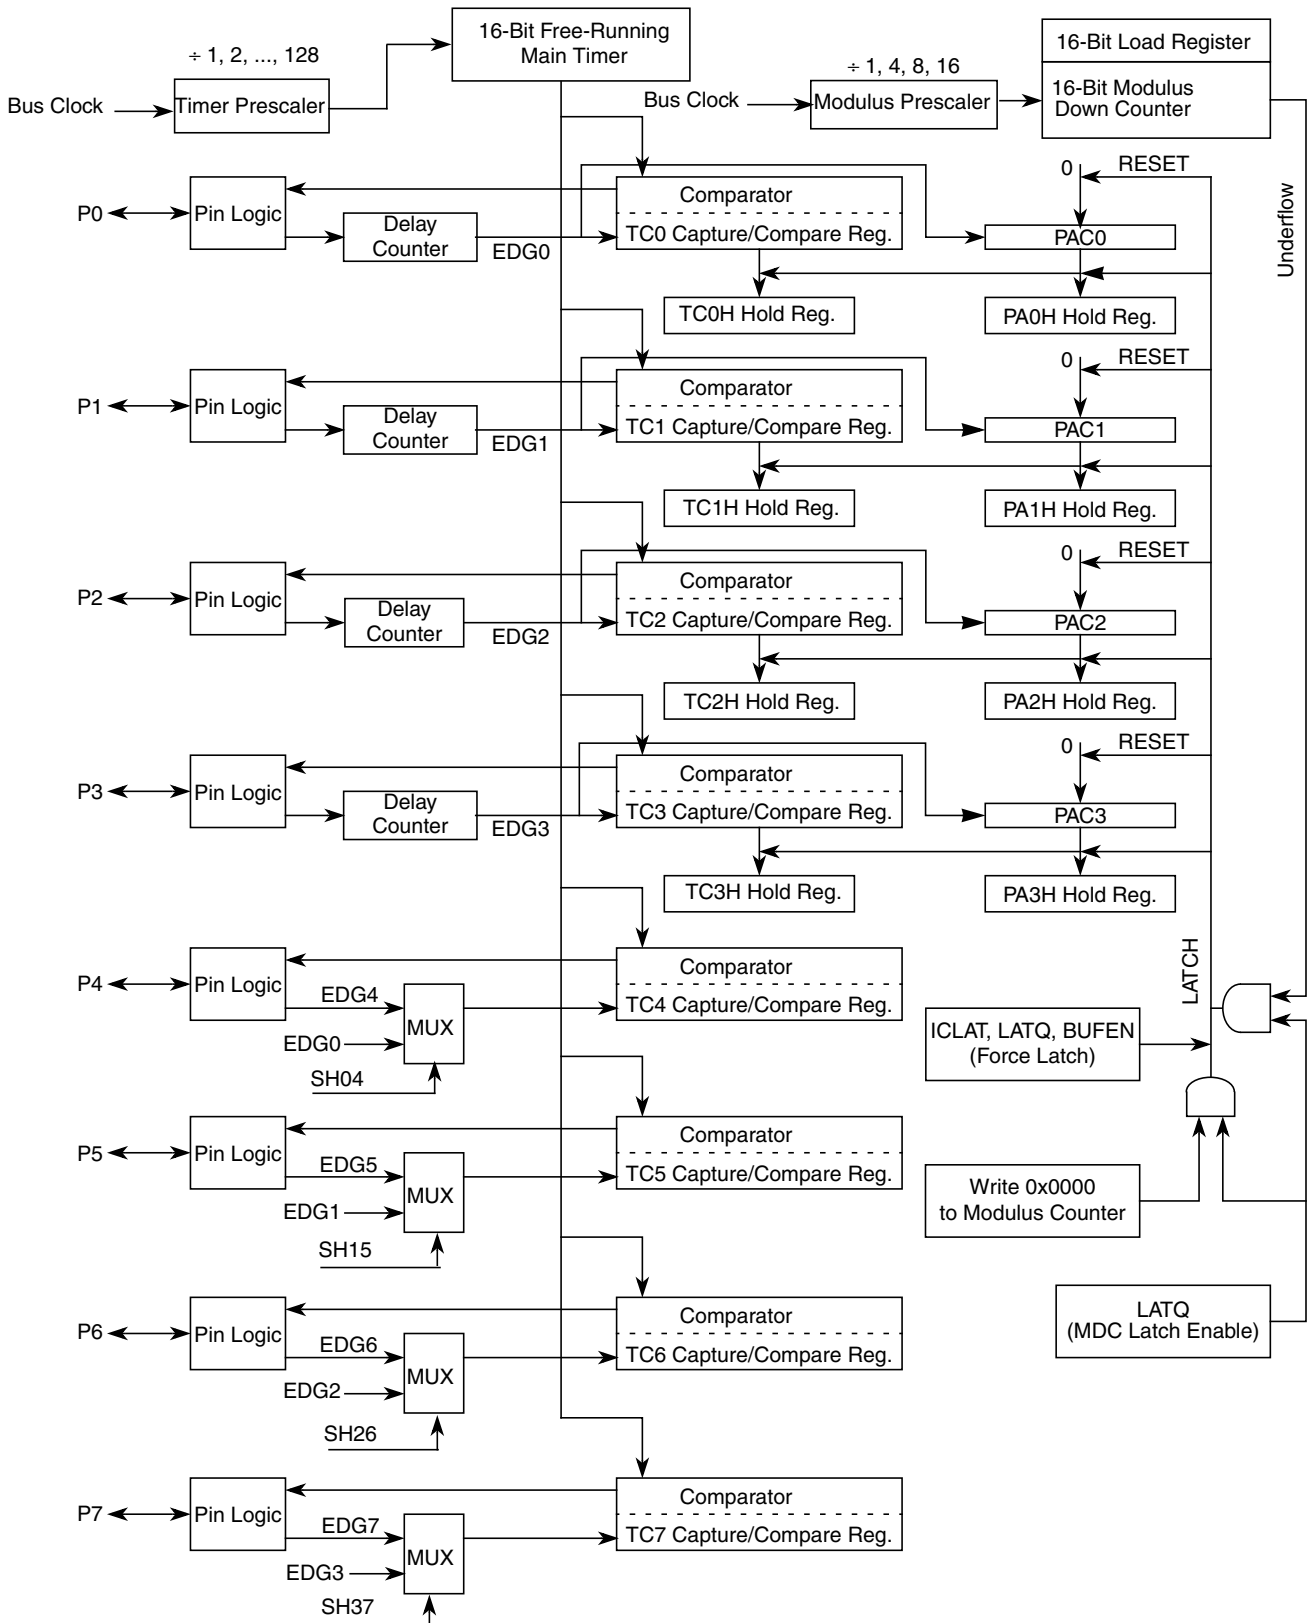 16-Bit Free-Running
Main Timer
16-Bit Load Register
16-Bit Modulus
Down Counter
÷ 1, 2, ..., 128
Bus Clock
Timer Prescaler
÷ 1, 4, 8, 16
Bus Clock
Modulus Prescaler
Underflow
P0
Pin Logic
Delay
Counter
EDG0
Comparator
TC0 Capture/Compare Reg.
TC0H Hold Reg.
0
RESET
PAC0
PA0H Hold Reg.
P1
Pin Logic
Delay
Counter
EDG1
Comparator
TC1 Capture/Compare Reg.
TC1H Hold Reg.
0
RESET
PAC1
PA1H Hold Reg.
P2
Pin Logic
Delay
Counter
EDG2
Comparator
TC2 Capture/Compare Reg.
TC2H Hold Reg.
0
RESET
PAC2
PA2H Hold Reg.
P3
Pin Logic
Delay
Counter
EDG3
Comparator
TC3 Capture/Compare Reg.
TC3H Hold Reg.
0
RESET
PAC3
PA3H Hold Reg.
LATCH
P4
Pin Logic
EDG4
EDG0
MUX
SH04
Comparator
TC4 Capture/Compare Reg.
ICLAT, LATQ, BUFEN
(Force Latch)
P5
Pin Logic
EDG5
EDG1
MUX
SH15
Comparator
TC5 Capture/Compare Reg.
Write 0x0000
to Modulus Counter
P6
Pin Logic
EDG6
EDG2
MUX
SH26
Comparator
TC6 Capture/Compare Reg.
LATQ
(MDC Latch Enable)
P7
Pin Logic
EDG7
EDG3
MUX
SH37
Comparator
TC7 Capture/Compare Reg.